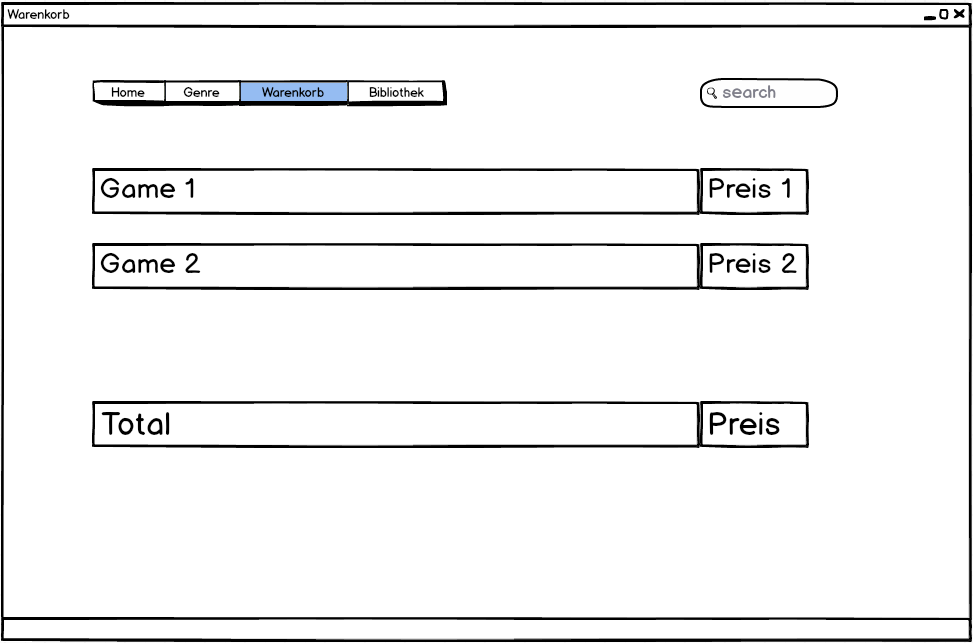 Warenkorb
Home Genre Warenkorb Bibliothek search
Game 1 Preis 1
Game 2 Preis 2
Total Preis